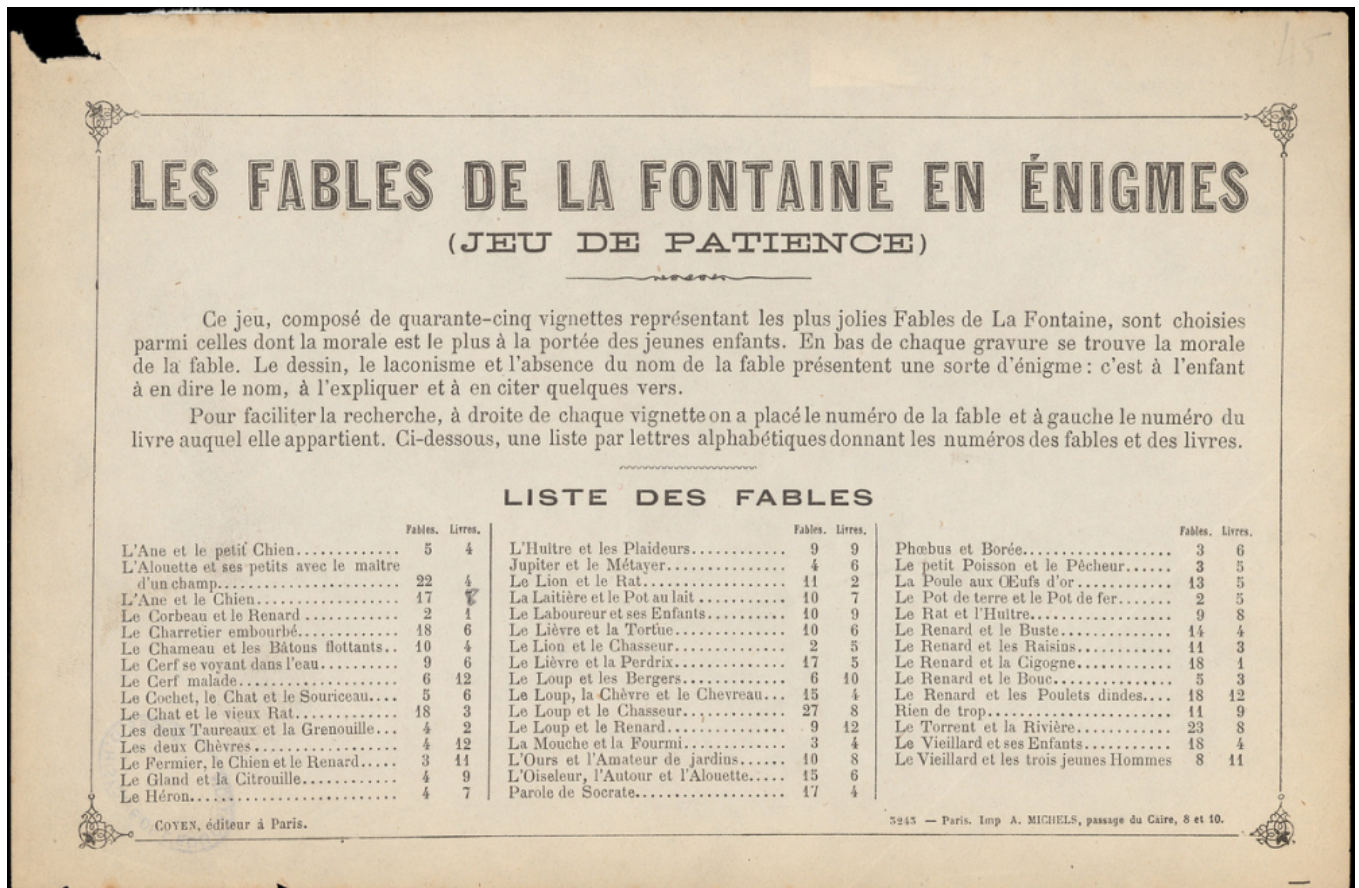 45
LES FABLES DE LA FONTAINE EN ÉNIGMES
(JEU DE PATIENCE)
Ce jeu, composé de quarante-cinq vignettes représentant les plus jolies Fables de La Fontaine, sont choisies
parmi celles dont la morale est le plus à la portée des jeunes enfants. En bas de chaque gravure se trouve la morale
de la fable. Le dessin, le laconisme et l'absence du nom de la fable présentent une sorte d'énigme : c'est à l'enfant
à en dire le nom, à l'expliquer et à en citer quelques vers.
Pour faciliter la recherche, à droite de chaque vignette on a placé le numéro de la fable et à gauche le numéro du
livre auquel elle appartient. Ci-dessous, une liste par lettres alphabétiques donnant les numéros des fables et des livres.
LISTE DES FABLES
Fables. Livres.
L'Ane et le petit Chien............. 5 4
L'Alouette et ses petits avec le maître
d'un champ..................... 22 4
L'Ane et le Chien.................. 17
Le Corbeau et le Renard ........... 2 1
Le Charretier embourbé............ 18 6
Le Chameau et les Bâtons flottants.. 10 4
Le Cerf se voyant dans l'eau......... 9 6
Le Cerf malade................... 6 12
Le Cochet, le Chat et le Souriceau.... 5 6
Le Chat et le vieux Rat............. 18 3
Les deux Taureaux et la Grenouille... 4 2
Les deux Chèvres................. 4 12
Le Fermier, le Chien et le Renard..... 3 11
Le Gland et la Citrouille............ 4 9
Le Héron.......................... 4 7
Fables. Livres.
L'Huître et les Plaideurs............ 9 9
Jupiter et le Métayer............... 4 6
Le Lion et le Rat.................. 11 2
La Laitière et le Pot au lait ........... 10 7
Le Laboureur et ses Enfants.......... 10 9
Le Lièvre et la Tortue.............. 10 6
Le Lion et le Chasseur.............. 2 5
Le Lièvre et la Perdrix.............. 17 5
Le Loup et les Bergers.............. 6 10
Le Loup, la Chèvre et le Chevreau... 15 4
Le Loup et le Chasseur............. 27 8
Le Loup et le Renard............... 9 12
La Mouche et la Fourmi............. 3 4
L'Ours et l'Amateur de jardins...... 10 8
L'Oiseleur, l'Autour et l'Alouette..... 15 6
Parole de Socrate................... 17 4
Fables. Livres.
Phœbus et Borée................... 3 6
Le petit Poisson et le Pêcheur...... 3 5
La Poule aux Œufs d'or ............ 13 5
Le Pot de terre et le Pot de fer....... 2 5
Le Rat et l'Huître.................. 9 8
Le Renard et le Buste.............. 14 4
Le Renard et les Raisins............ 11 3
Le Renard et la Cigogne............ 18 1
Le Renard et le Bouc............... 5 3
Le Renard et les Poulets dindes.... 18 12
Rien de trop....................... 11 9
Le Torrent et la Rivière............ 23 8
Le Vieillard et ses Enfants........... 18 4
Le Vieillard et les trois jeunes Hommes 8 11
COYEN, éditeur à Paris.
5243 — Paris. Imp A. MICHELS, passage du Caire, 8 et 10.